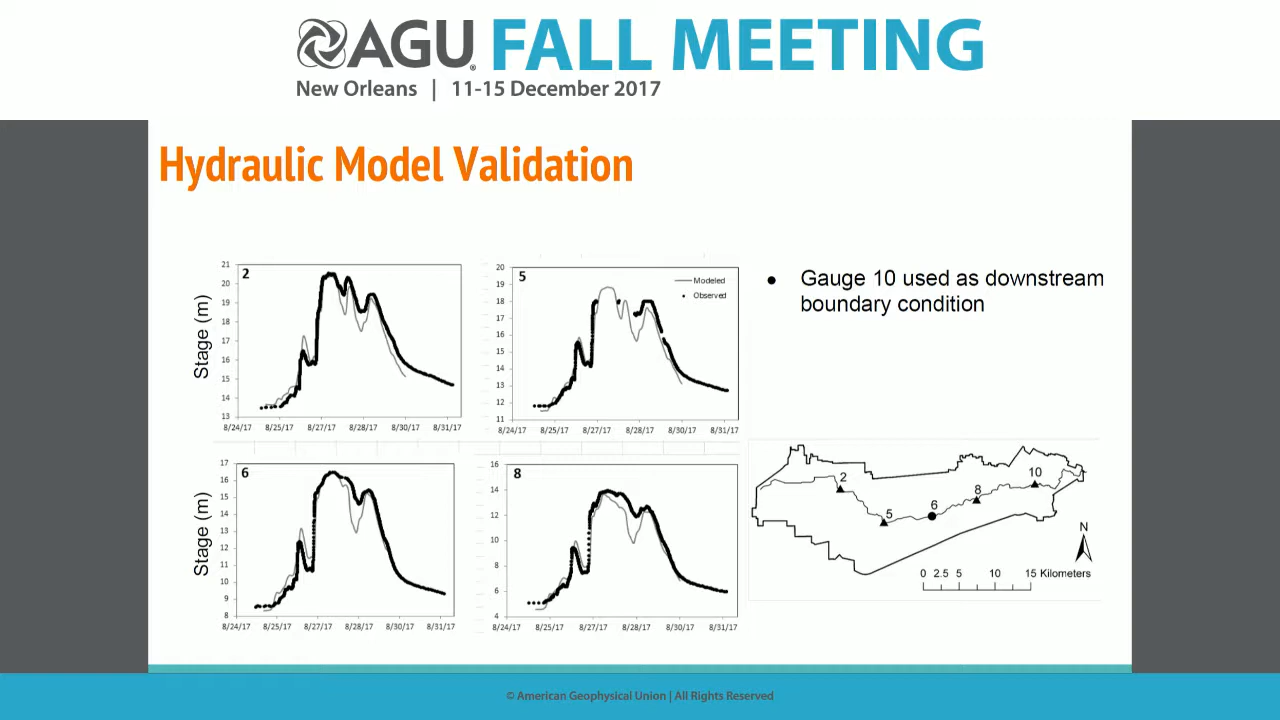 AGU FALL MEETING
New Orleans | 11-15 December 2017
Hydraulic Model Validation
2
Stage (m)
21
20
19
18
17
16
15
14
13
8/24/17 8/25/17 8/27/17 8/28/17 8/30/17 8/31/17
5
Modeled
Observed
20
19
18
17
16
15
14
13
12
11
8/24/17 8/25/17 8/27/17 8/28/17 8/30/17 8/31/17
● Gauge 10 used as downstream
boundary condition
6
Stage (m)
17
16
15
14
13
12
11
10
9
8
8/24/17 8/25/17 8/27/17 8/28/17 8/30/17 8/31/17
8
16
14
12
10
8
6
4
8/24/17 8/25/17 8/27/17 8/28/17 8/30/17 8/31/17
2
5
6
8
10
N
0 2.5 5 10 15 Kilometers
© American Geophysical Union | All Rights Reserved